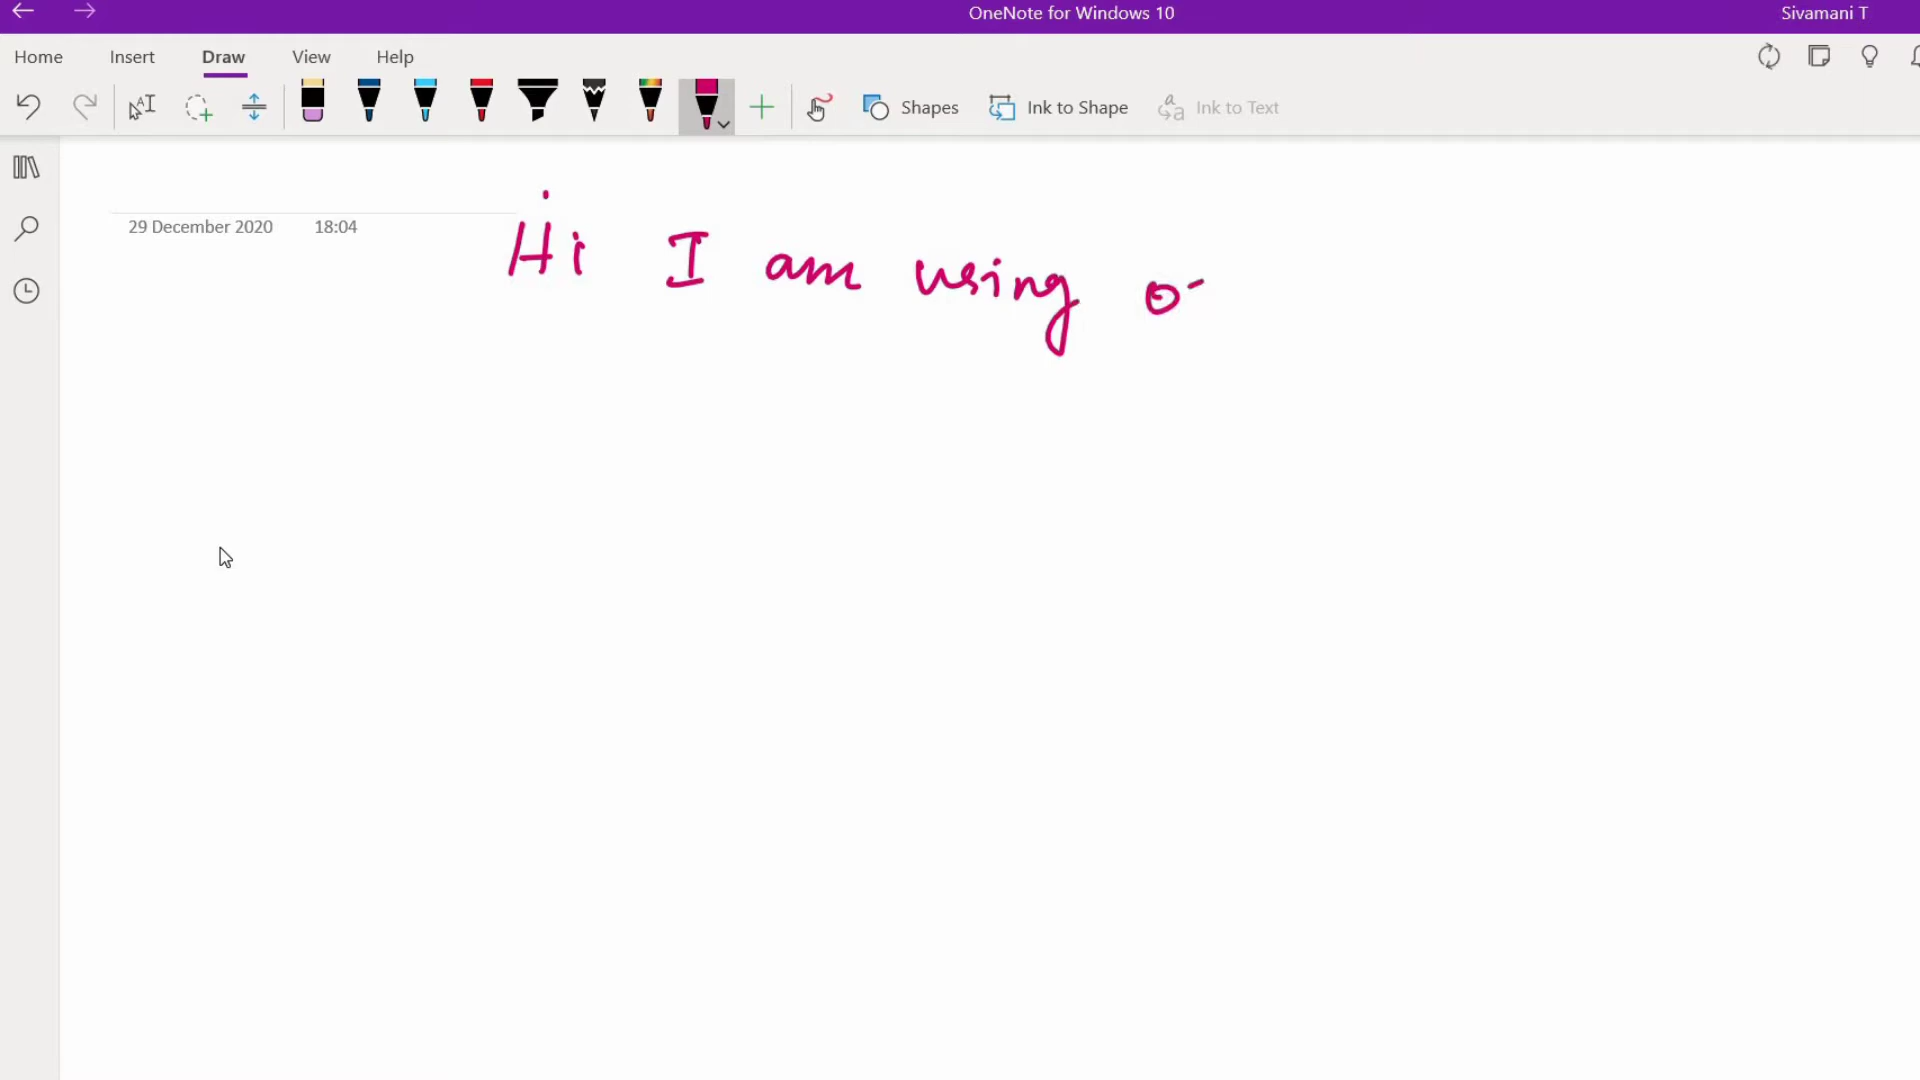 OneNote for Windows 10 Sivamani T
Home Insert Draw View Help
Shapes Ink to Shape Ink to Text
29 December 2020 18:04
Hi I am using o